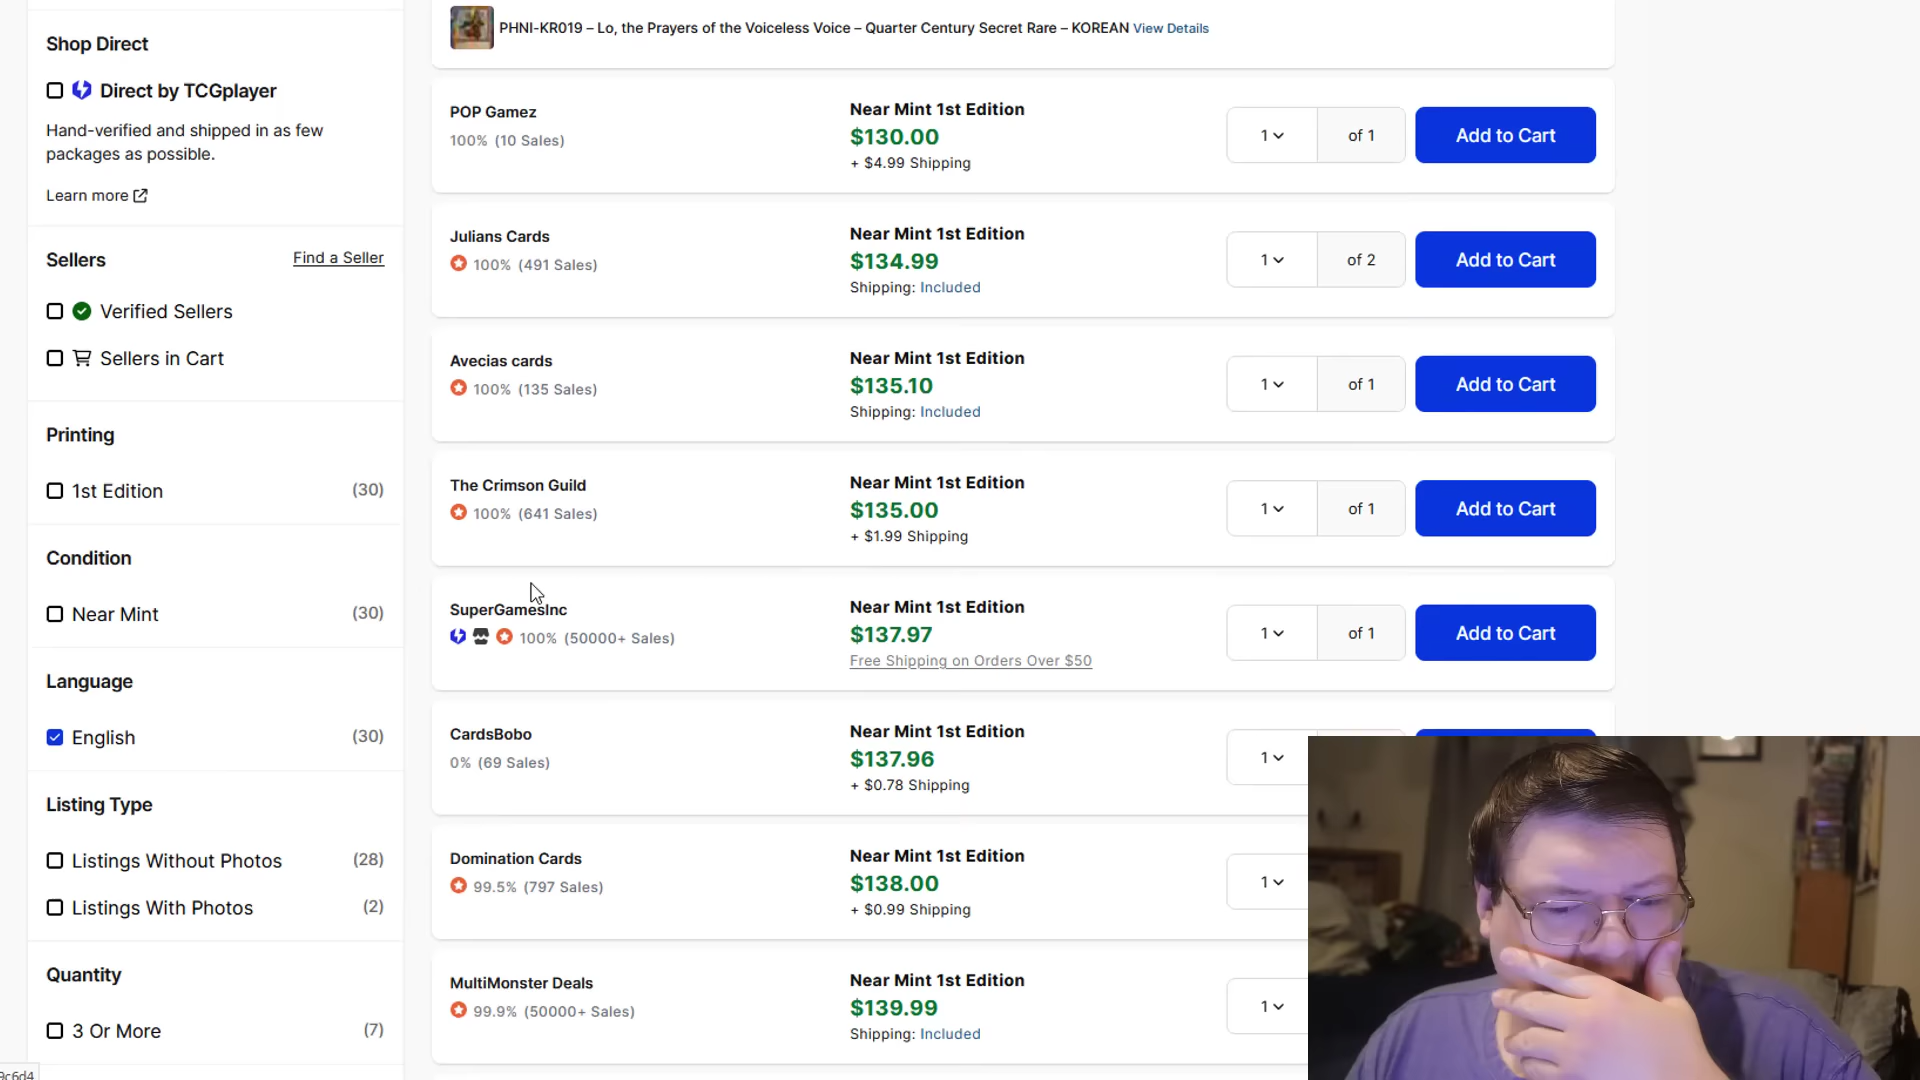 Shop Direct
Direct by TCGplayer
Hand-verified and shipped in as few
packages as possible.
Learn more
Sellers
Find a Seller
Verified Sellers
Sellers in Cart
Printing
1st Edition (30)
Condition
Near Mint (30)
Language
English (30)
Listing Type
Listings Without Photos (28)
Listings With Photos (2)
Quantity
3 Or More (7)
9c6d4
PHNI-KR019 – Lo, the Prayers of the Voiceless Voice – Quarter Century Secret Rare – KOREAN View Details
POP Gamez
100% (10 Sales)
Near Mint 1st Edition
$130.00
+ $4.99 Shipping
1 of 1
Add to Cart
Julians Cards
100% (491 Sales)
Near Mint 1st Edition
$134.99
Shipping: Included
1 of 2
Add to Cart
Avecias cards
100% (135 Sales)
Near Mint 1st Edition
$135.10
Shipping: Included
1 of 1
Add to Cart
The Crimson Guild
100% (641 Sales)
Near Mint 1st Edition
$135.00
+ $1.99 Shipping
1 of 1
Add to Cart
SuperGamesInc
100% (50000+ Sales)
Near Mint 1st Edition
$137.97
Free Shipping on Orders Over $50
1 of 1
Add to Cart
CardsBobo
0% (69 Sales)
Near Mint 1st Edition
$137.96
+ $0.78 Shipping
1
Domination Cards
99.5% (797 Sales)
Near Mint 1st Edition
$138.00
+ $0.99 Shipping
1
MultiMonster Deals
99.9% (50000+ Sales)
Near Mint 1st Edition
$139.99
Shipping: Included
1